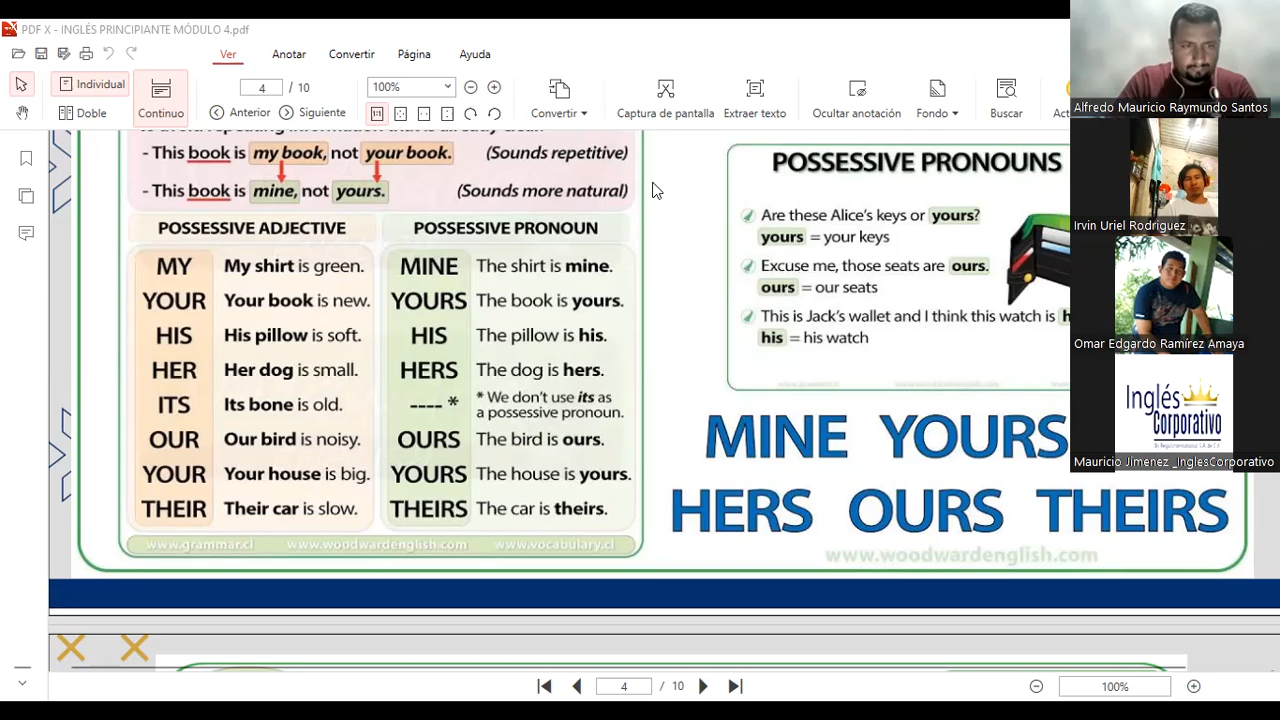 PDF X - INGLÉS PRINCIPIANTE MÓDULO 4.pdf
Ver Anotar Convertir Página Ayuda
Individual
Doble
Continuo
4 / 10
Anterior Siguiente
100%
Convertir
Captura de pantalla
Extraer texto
Ocultar anotación
Fondo
Buscar
- This book is my book, not your book. (Sounds repetitive)
- This book is mine, not yours. (Sounds more natural)
POSSESSIVE ADJECTIVE POSSESSIVE PRONOUN
MY My shirt is green. MINE The shirt is mine.
YOUR Your book is new. YOURS The book is yours.
HIS His pillow is soft. HIS The pillow is his.
HER Her dog is small. HERS The dog is hers.
ITS Its bone is old. ---- * * We don't use its as
a possessive pronoun.
OUR Our bird is noisy. OURS The bird is ours.
YOUR Your house is big. YOURS The house is yours.
THEIR Their car is slow. THEIRS The car is theirs.
www.grammar.cl www.woodwardenglish.com www.vocabulary.cl
POSSESSIVE PRONOUNS
Are these Alice's keys or yours?
yours = your keys
Excuse me, those seats are ours.
ours = our seats
This is Jack's wallet and I think this watch is
his = his watch
MINE YOURS
HERS OURS THEIRS
www.woodwardenglish.com
Alfredo Mauricio Raymundo Santos
Irvin Uriel Rodriguez
Omar Edgardo Ramírez Amaya
Inglés
Corporativo
Mauricio Jimenez _InglesCorporativo
4 / 10
100%